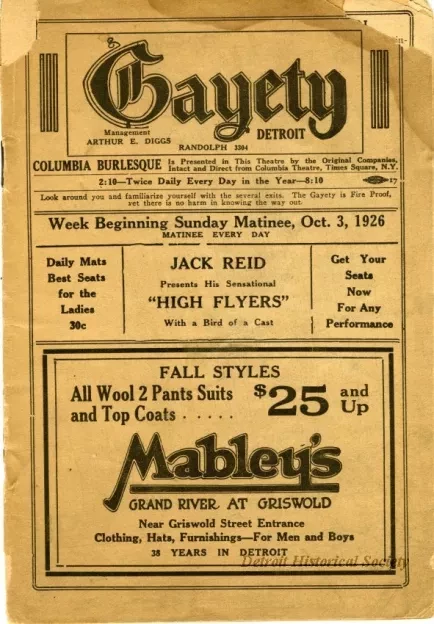 Gayety
Management
ARTHUR E. DIGGS
DETROIT
RANDOLPH 3304
COLUMBIA BURLESQUE Is Presented in This Theatre by the Original Companies,
Intact and Direct from Columbia Theatre, Times Square, N.Y.
2:10—Twice Daily Every Day in the Year—8:10
17
Look around you and familiarize yourself with the several exits. The Gayety is Fire Proof,
yet there is no harm in knowing the way out.
Week Beginning Sunday Matinee, Oct. 3, 1926
MATINEE EVERY DAY
Daily Mats
Best Seats
for the
Ladies
30c
JACK REID
Presents His Sensational
"HIGH FLYERS"
With a Bird of a Cast
Get Your
Seats
Now
For Any
Performance
FALL STYLES
All Wool 2 Pants Suits
and Top Coats . . . . .
$25 and Up
Mabley's
GRAND RIVER AT GRISWOLD
Near Griswold Street Entrance
Clothing, Hats, Furnishings—For Men and Boys
38 YEARS IN DETROIT
Detroit Historical Society